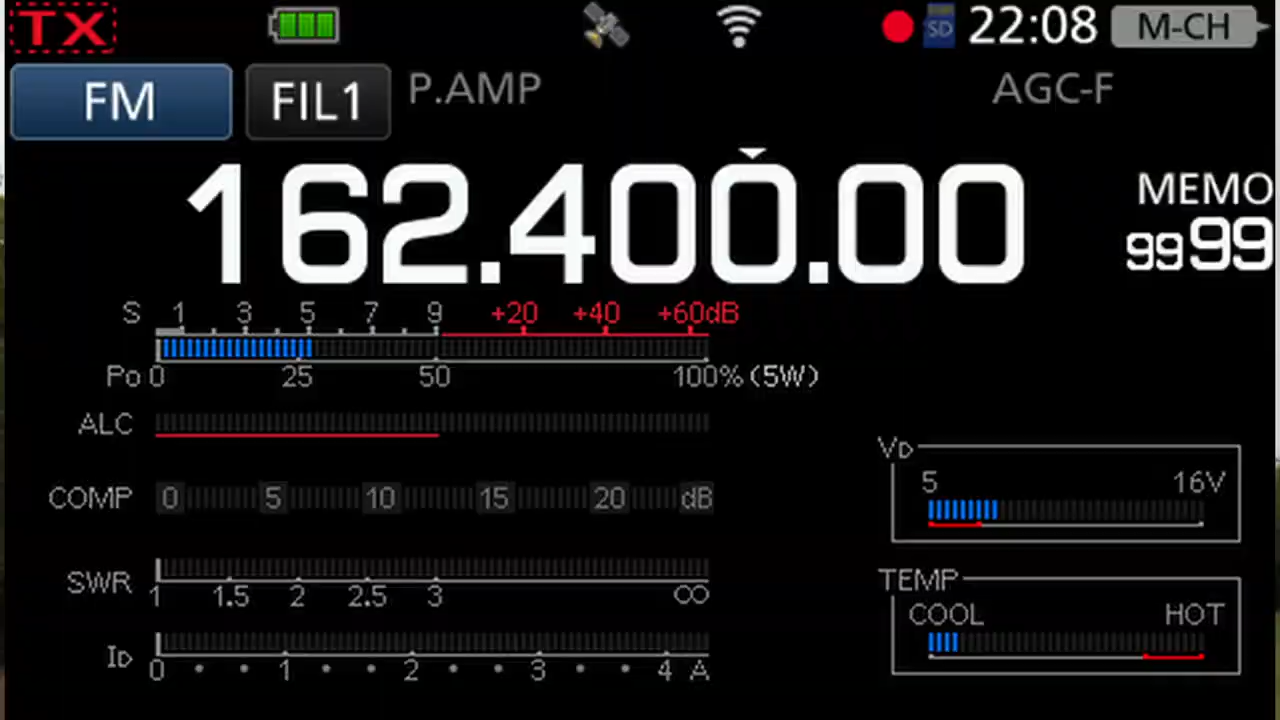 TX SD 22:08 M-CH
FM FIL1 P.AMP AGC-F
162.400.00
MEMO
9999
S 1 3 5 7 9 +20 +40 +60dB
Po 0 25 50 100% (5W)
ALC
COMP 0 5 10 15 20 dB
SWR
1 1.5 2 2.5 3 ∞
ID
0 1 2 3 4 A
VD
5 16V
TEMP
COOL HOT